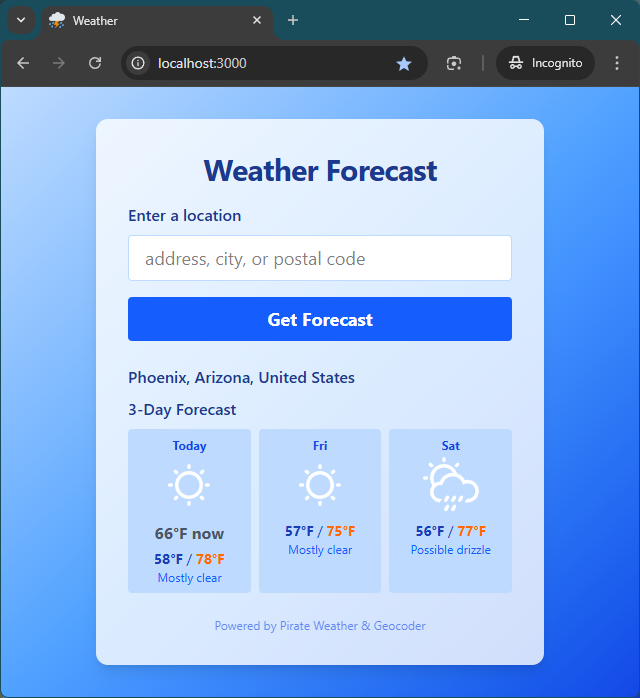 Weather
localhost:3000
Incognito
Weather Forecast
Enter a location
address, city, or postal code
Get Forecast
Phoenix, Arizona, United States
3-Day Forecast
Today
66°F now
58°F / 78°F
Mostly clear
Fri
57°F / 75°F
Mostly clear
Sat
56°F / 77°F
Possible drizzle
Powered by Pirate Weather & Geocoder